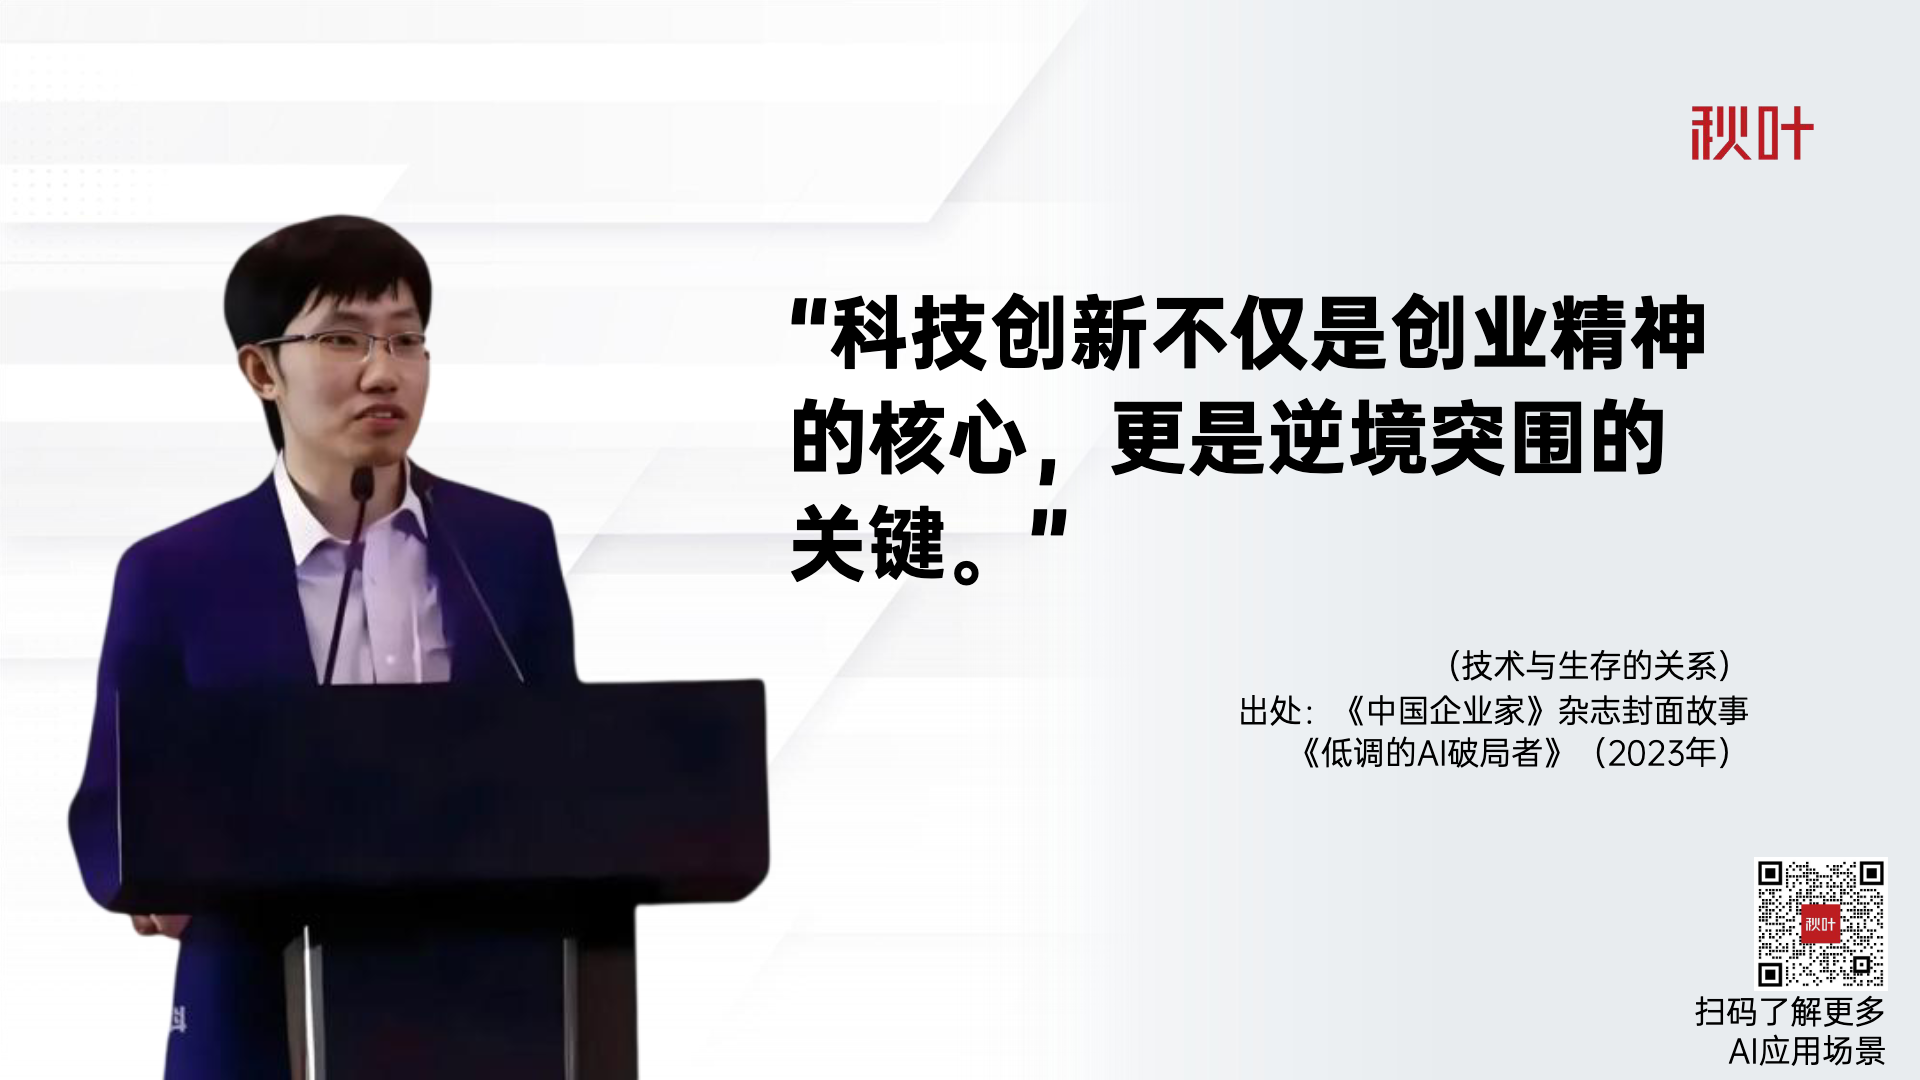 秋叶
“科技创新不仅是创业精神
的核心，更是逆境突围的
关键。”
（技术与生存的关系）
出处：《中国企业家》杂志封面故事
《低调的AI破局者》（2023年）
秋叶
扫码了解更多
AI应用场景